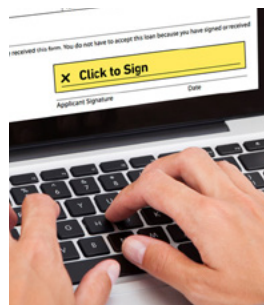 received this form. You do not have to accept this loan because you have signed or received
× Click to Sign
Applicant Signature
Date